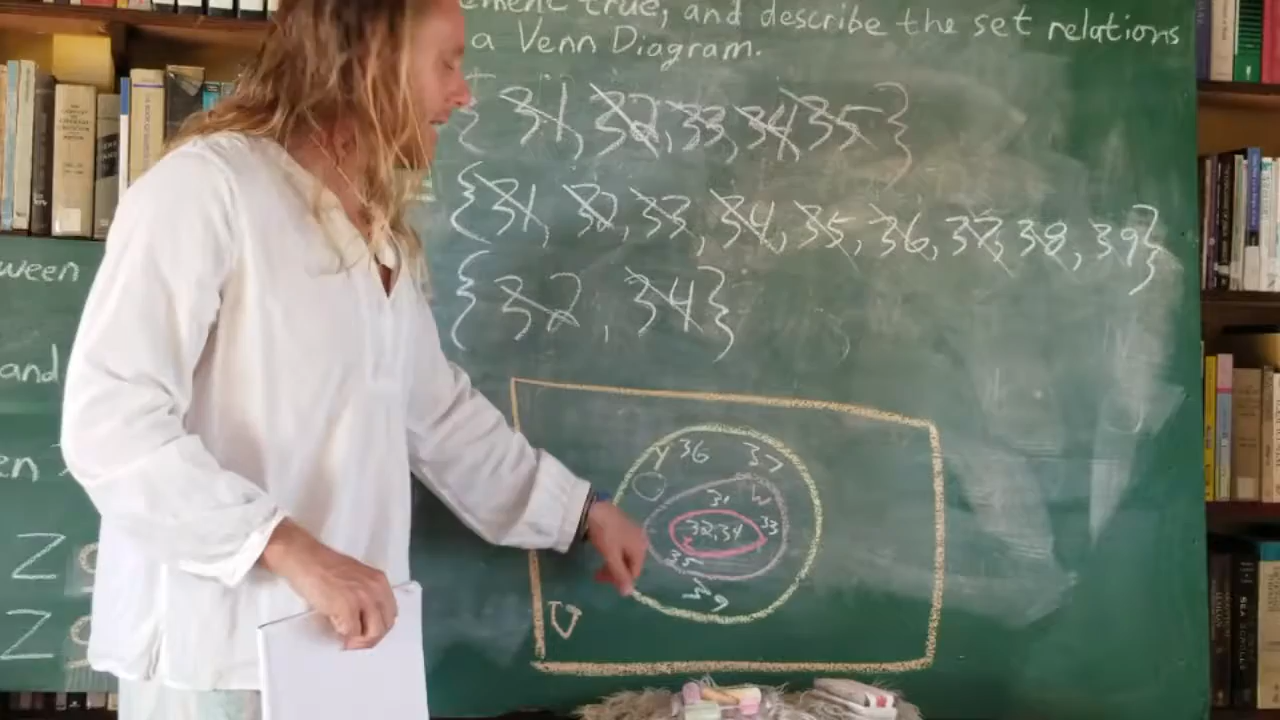 ement true, and describe the set relations
a Venn Diagram.
{31, 32, 33, 34, 35}
{31, 32, 33, 34, 35, 36, 37, 38, 39}
{32, 34}
ween
and
en
Z
Z
Y 36 37
31 W
32,34 33
35
39
U